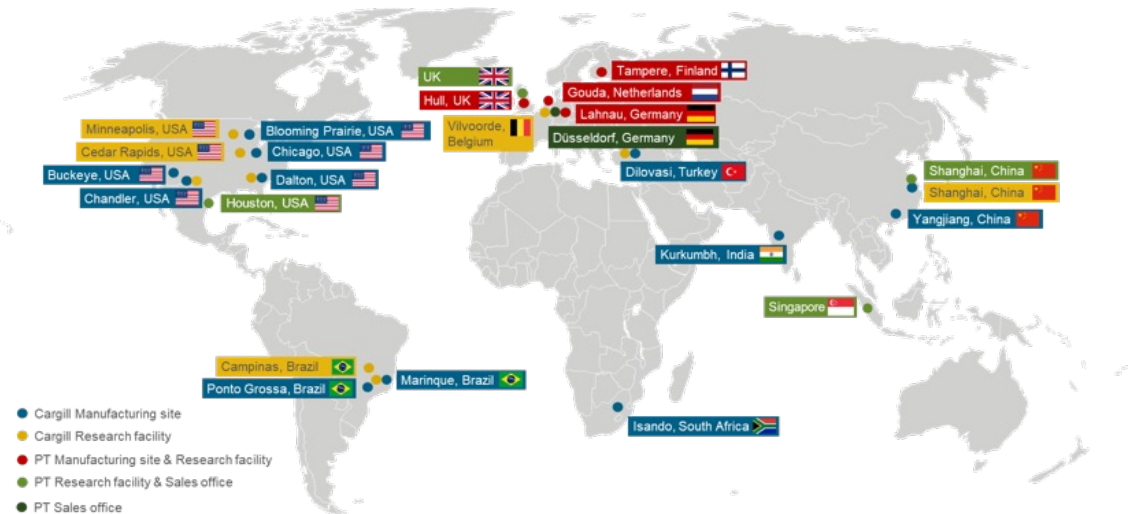 UK
Tampere, Finland
Hull, UK
Gouda, Netherlands
Lahnau, Germany
Vilvoorde,
Belgium
Düsseldorf, Germany
Minneapolis, USA
Blooming Prairie, USA
Cedar Rapids, USA
Chicago, USA
Buckeye, USA
Dalton, USA
Chandler, USA
Houston, USA
Dilovasi, Turkey
Shanghai, China
Shanghai, China
Yangjiang, China
Kurkumbh, India
Singapore
Campinas, Brazil
Ponto Grossa, Brazil
Marinque, Brazil
Isando, South Africa
Cargill Manufacturing site
Cargill Research facility
PT Manufacturing site & Research facility
PT Research facility & Sales office
PT Sales office